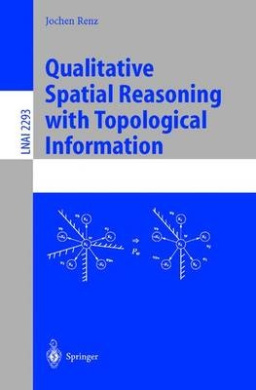 Jochen Renz
LNAI 2293
Qualitative
Spatial Reasoning
with Topological
Information
Springer